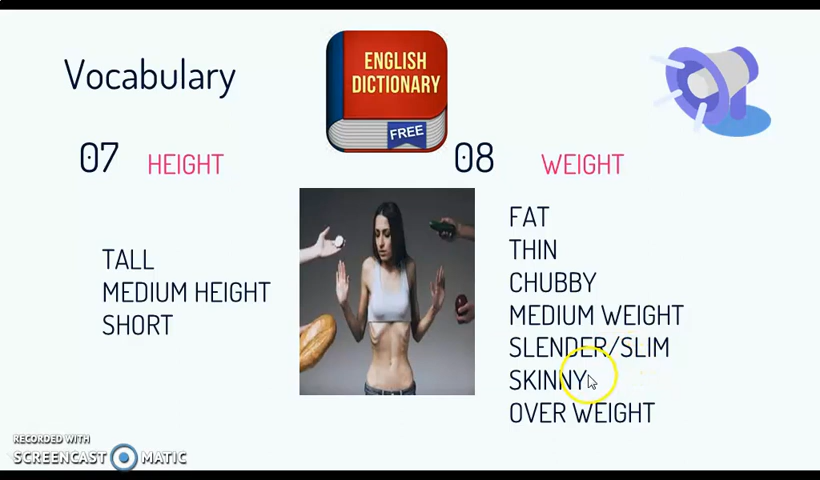 Vocabulary
ENGLISH
DICTIONARY
FREE
07 HEIGHT
TALL
MEDIUM HEIGHT
SHORT
08 WEIGHT
FAT
THIN
CHUBBY
MEDIUM WEIGHT
SLENDER/SLIM
SKINNY
OVER WEIGHT
RECORDED WITH
SCREENCAST MATIC